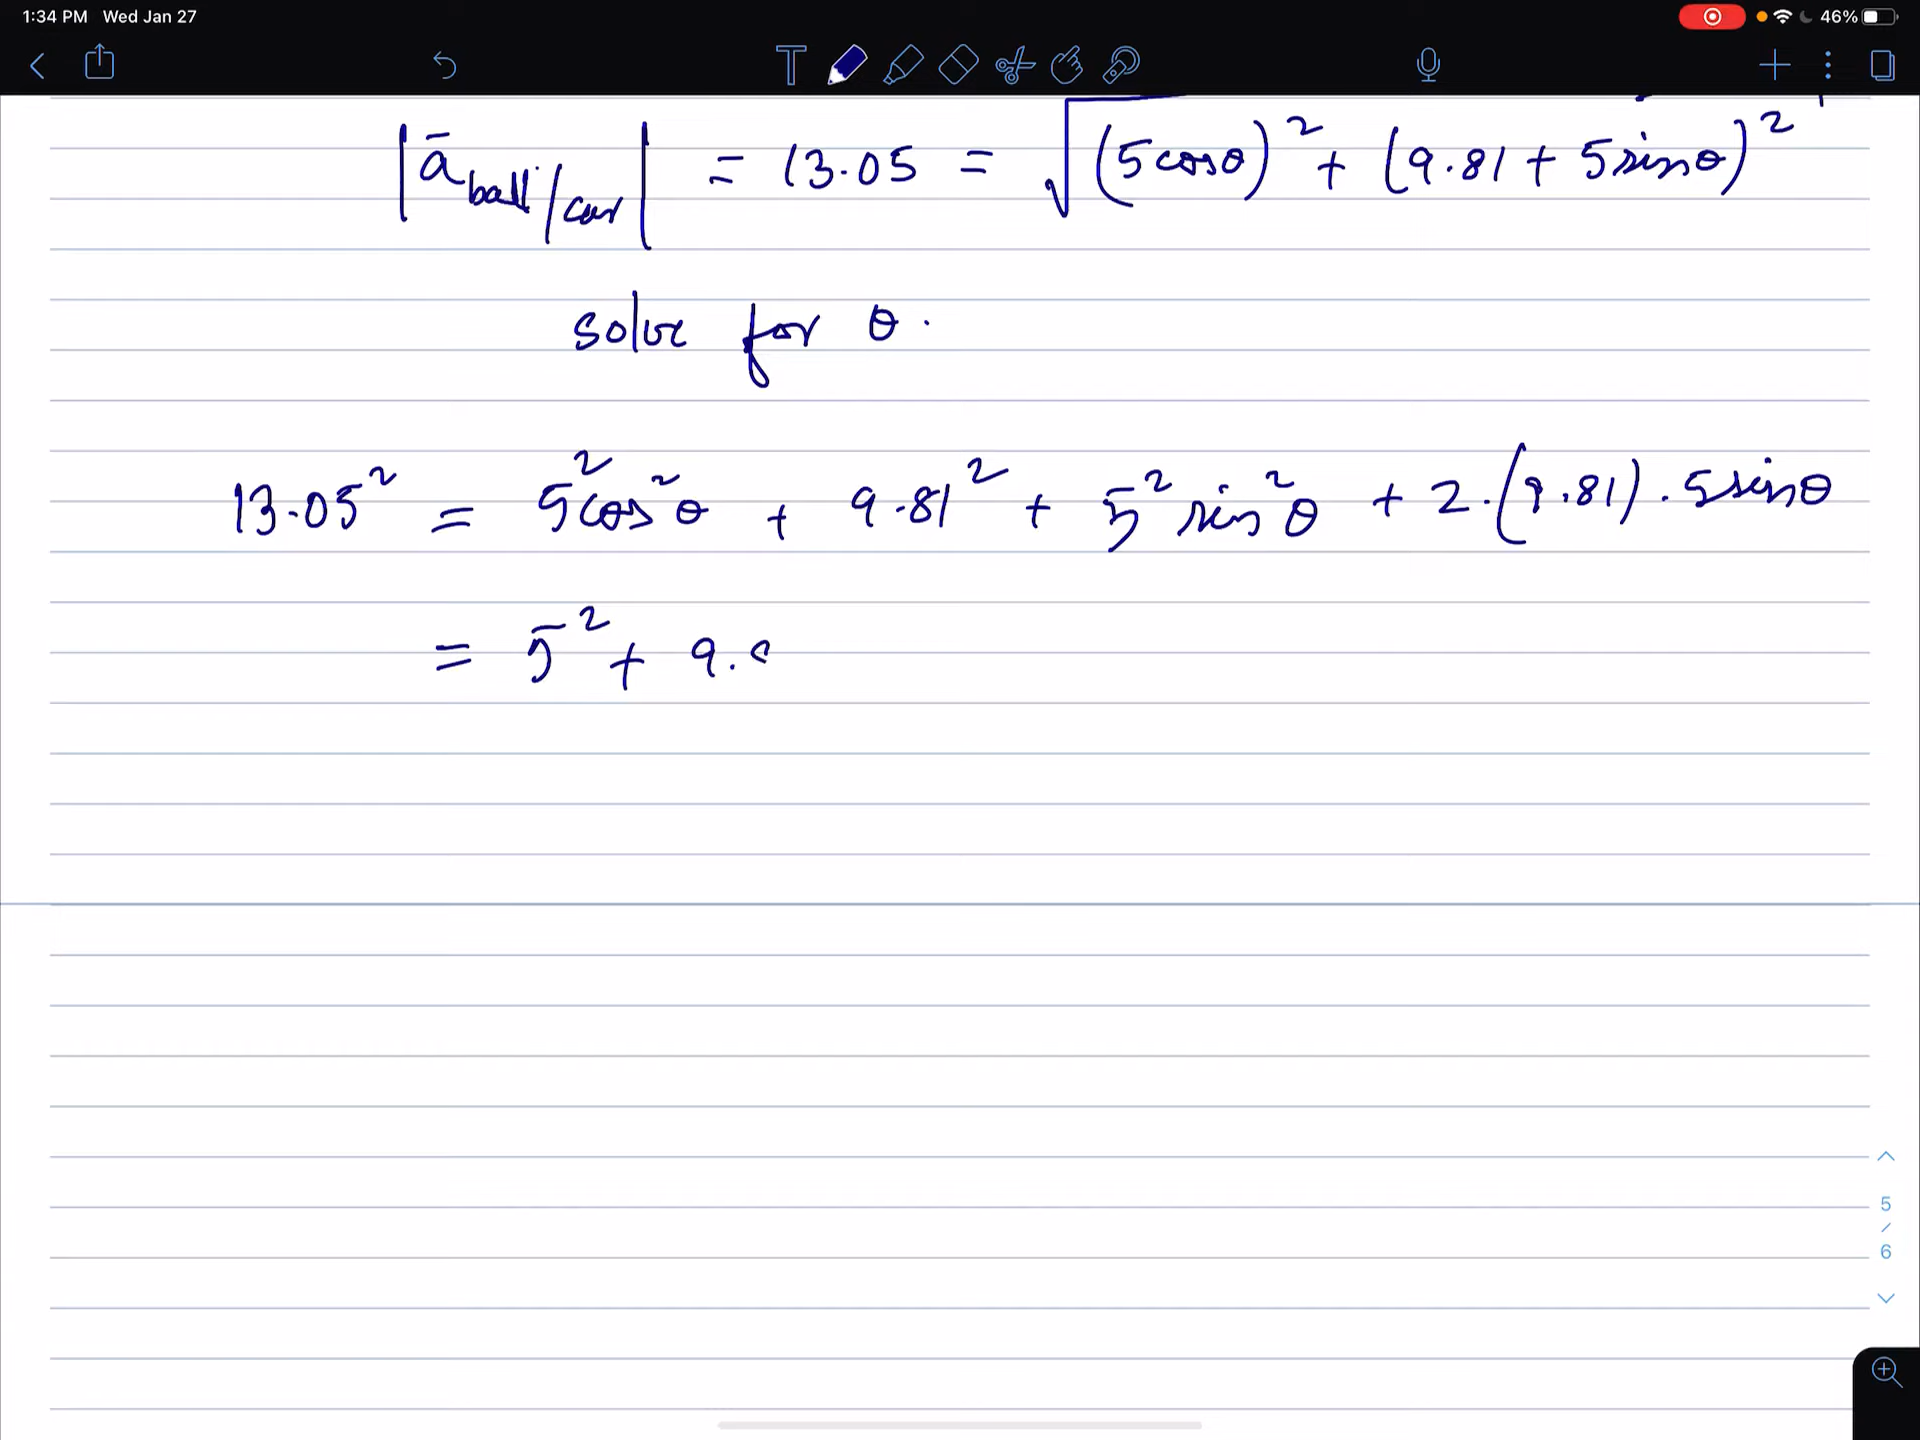 1:34 PM Wed Jan 27
46%
T
|ā ball/car| = 13.05 = √(5cosθ)² + (9.81 + 5sinθ)²
solve for θ.
13.05² = 5²cos²θ + 9.81² + 5²sin²θ + 2.(9.81).5sinθ
= 5² + 9.
5
/
6